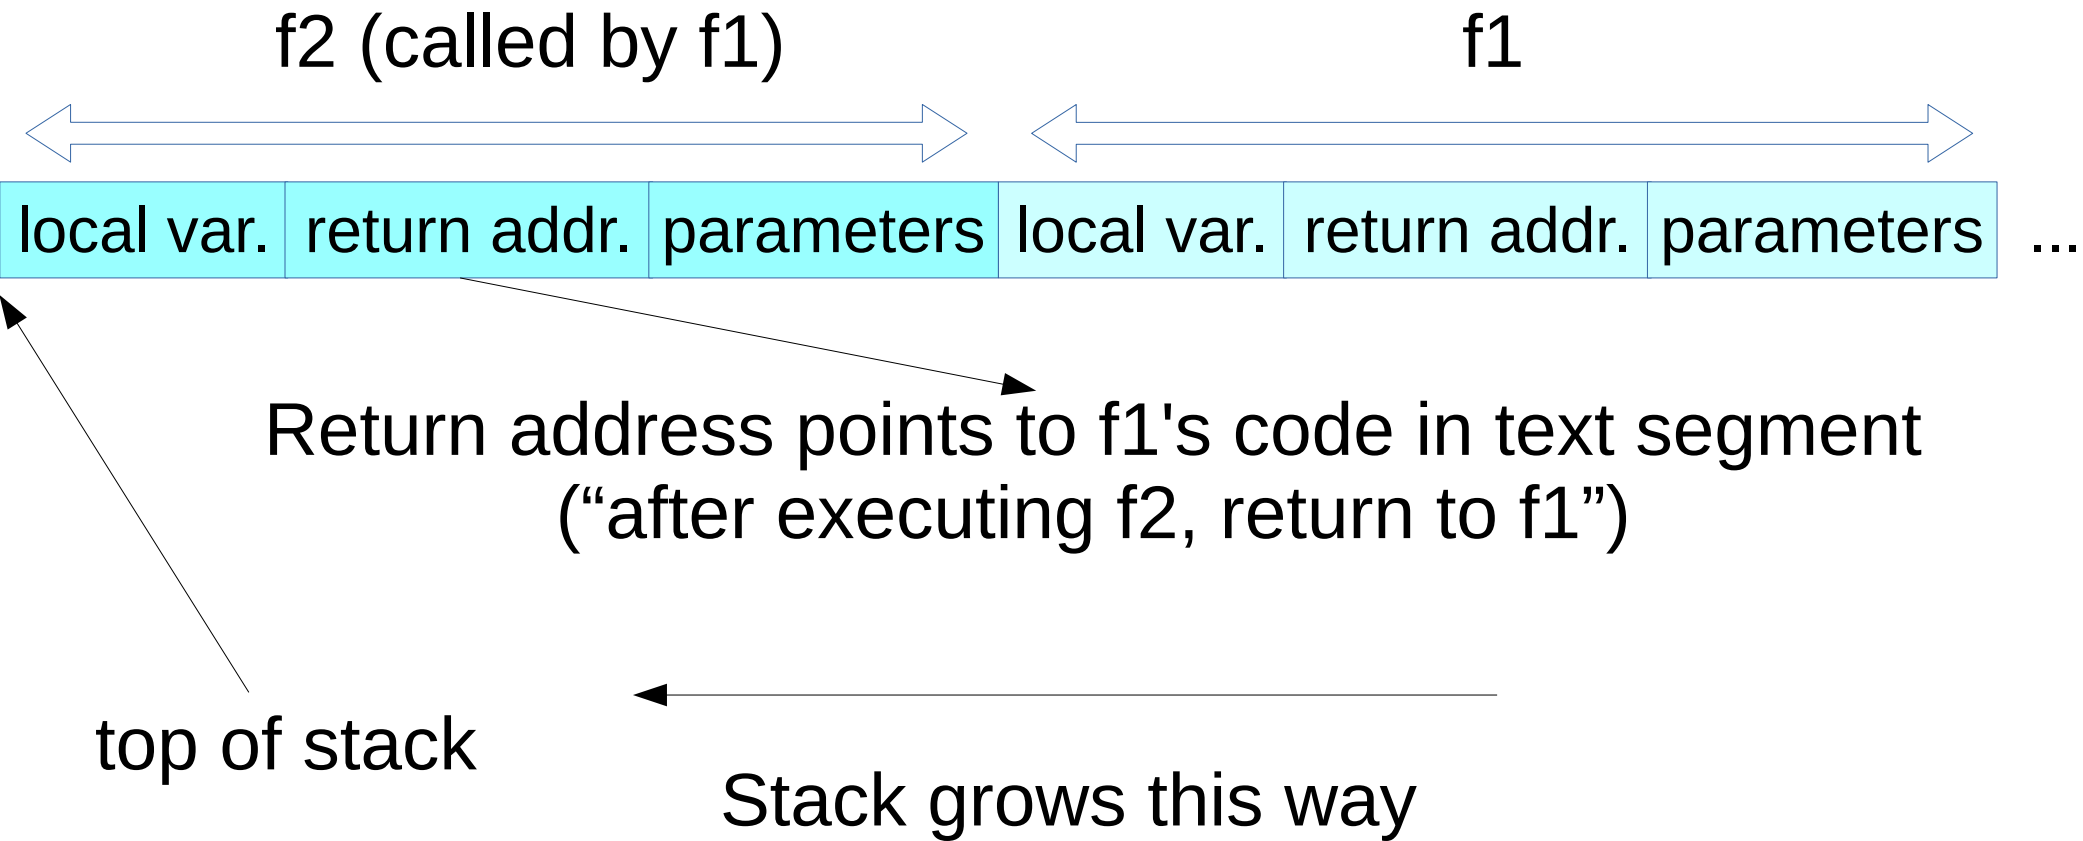 f2 (called by f1)
f1
local var. return addr. parameters local var. return addr. parameters ...
Return address points to f1's code in text segment
(“after executing f2, return to f1”)
top of stack
Stack grows this way